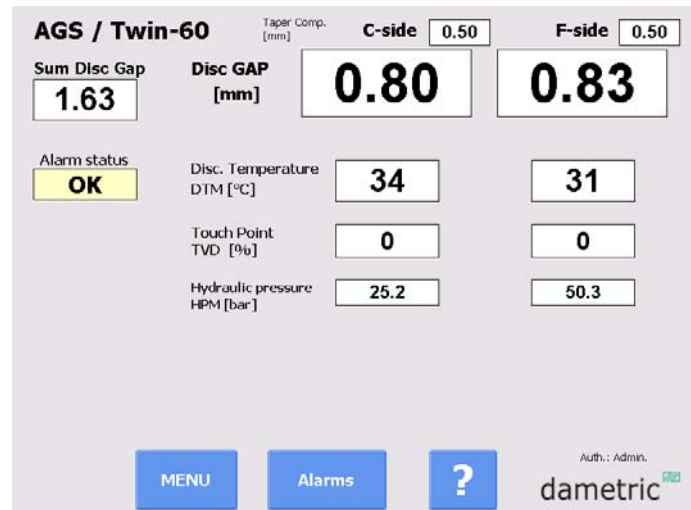 AGS / Twin-60 Taper Comp. [mm] C-side 0.50 F-side 0.50
Sum Disc Gap
1.63
Disc GAP
[mm]
0.80 0.83
Alarm status
OK
Disc. Temperature
DTM [°C]
34 31
Touch Point
TVD [%]
0 0
Hydraulic pressure
HPM [bar]
25.2 50.3
MENU Alarms ?
Auth.: Admin.
dametric